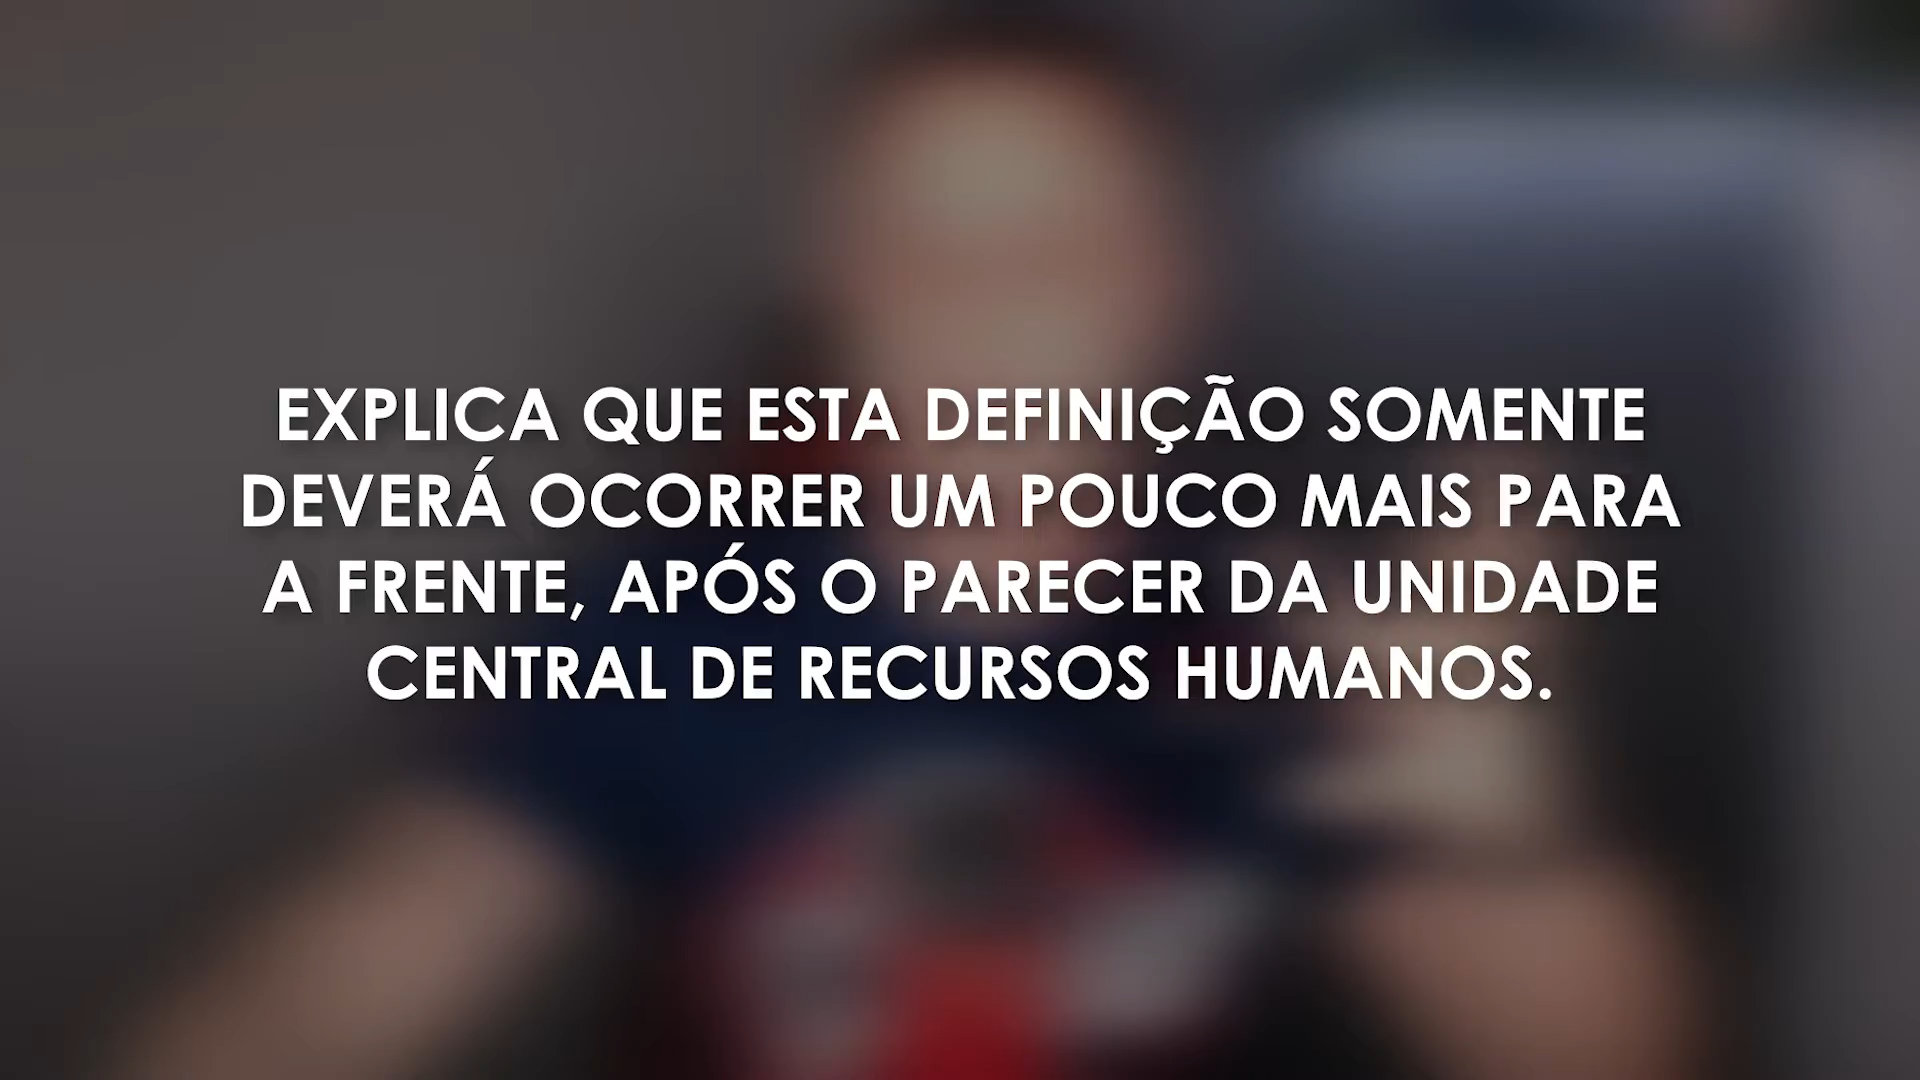 EXPLICA QUE ESTA DEFINIÇÃO SOMENTE
DEVERÁ OCORRER UM POUCO MAIS PARA
A FRENTE, APÓS O PARECER DA UNIDADE
CENTRAL DE RECURSOS HUMANOS.